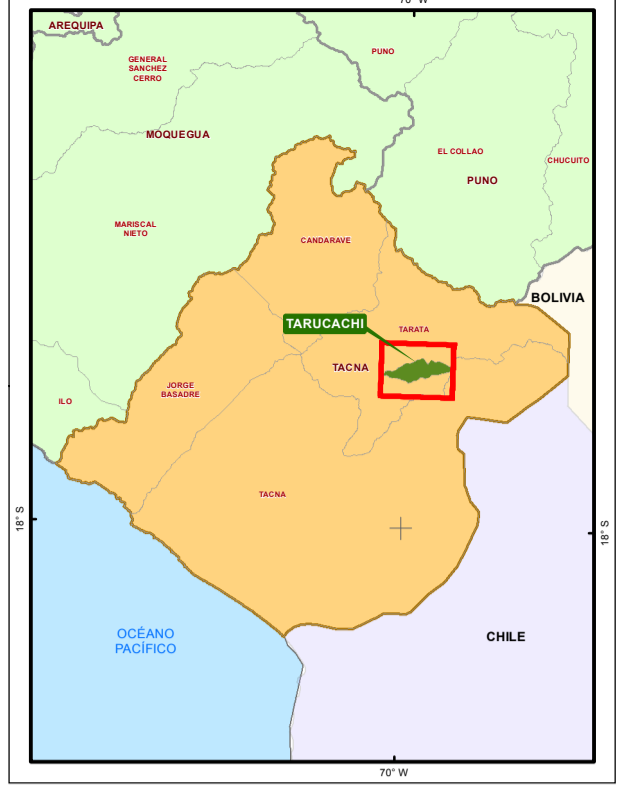 70° W
AREQUIPA
GENERAL
SANCHEZ
CERRO
PUNO
MOQUEGUA
EL COLLAO
CHUCUITO
PUNO
MARISCAL
NIETO
CANDARAVE
BOLIVIA
TARUCACHI
TARATA
TACNA
JORGE
BASADRE
ILO
TACNA
18° S
18° S
OCÉANO
PACÍFICO
CHILE
70° W